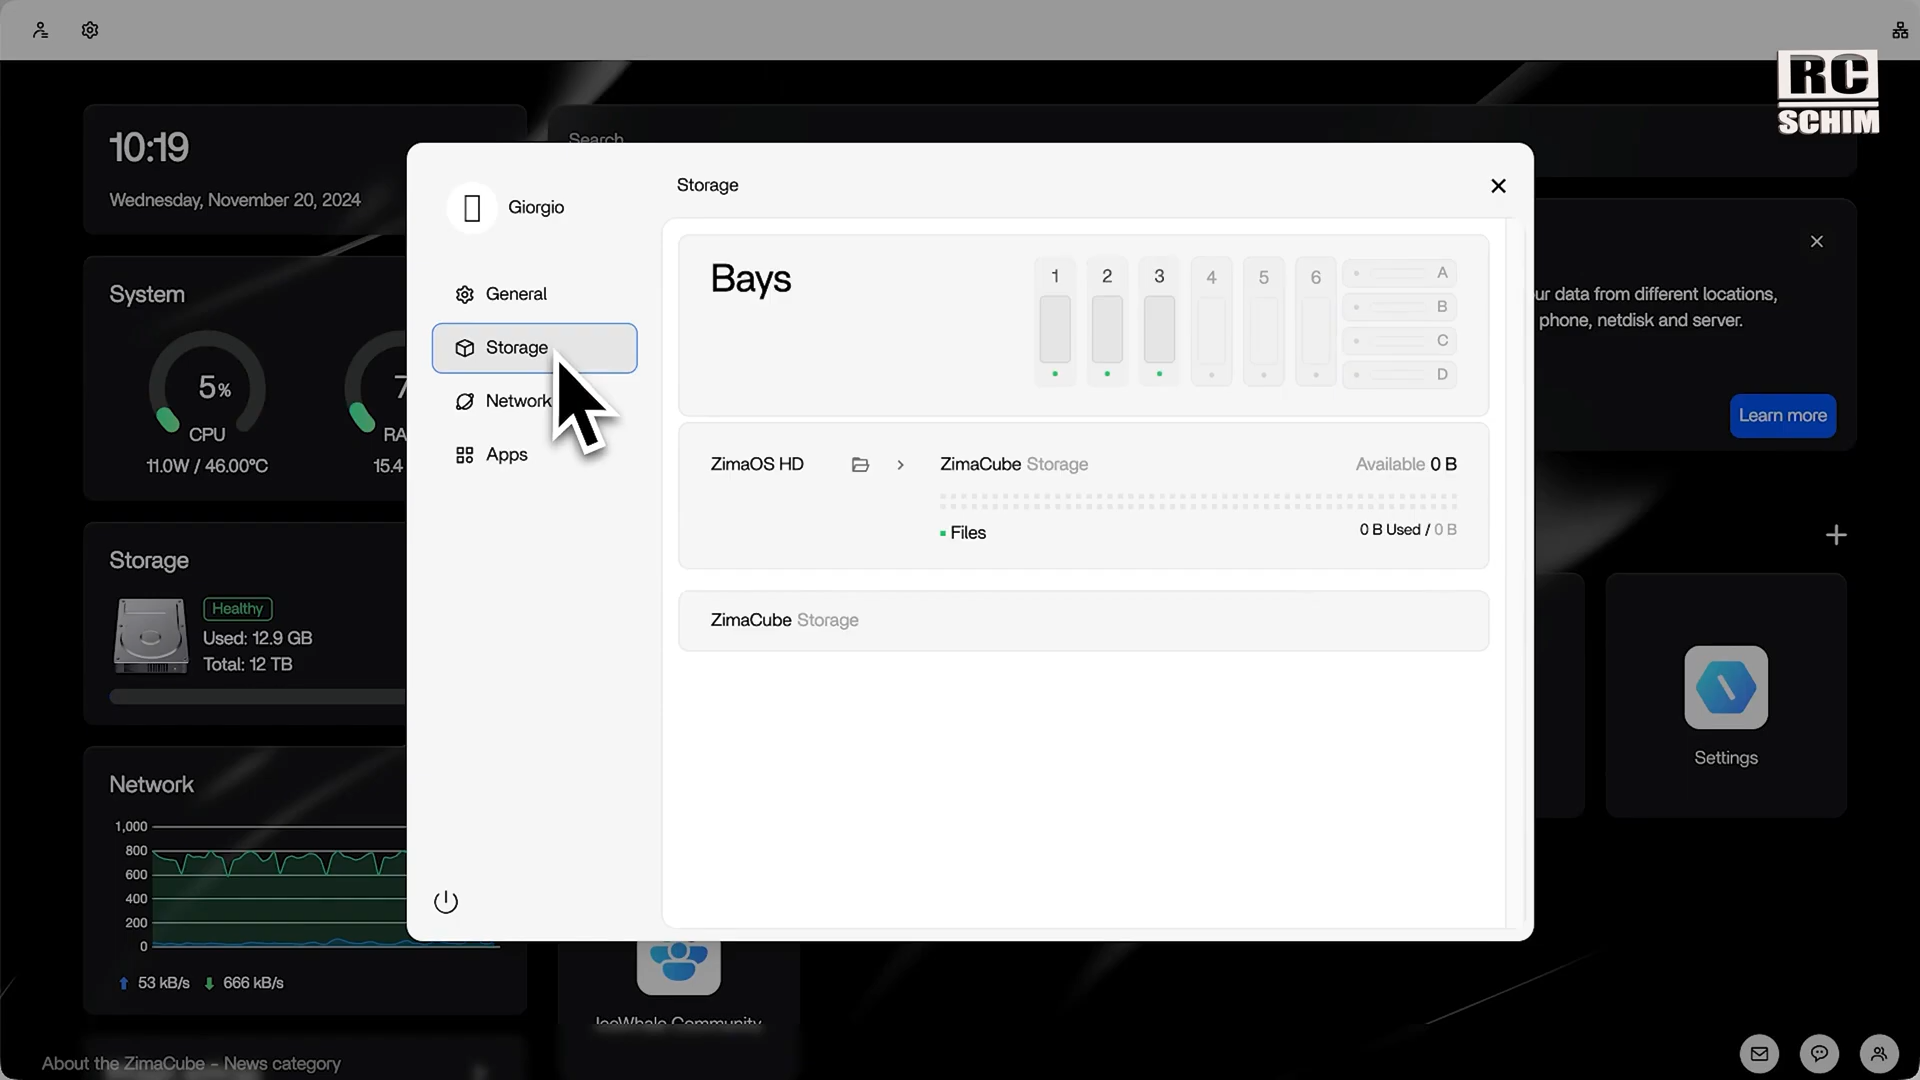 RC
SCHIM
10:19
Wednesday, November 20, 2024
System
5%
CPU
11.0W / 46.00°C
7
RA
15.4
Storage
Healthy
Used: 12.9 GB
Total: 12 TB
Network
1,000
800
600
400
200
0
53 kB/s
666 kB/s
About the ZimaCube – News category
Search
Giorgio
General
Storage
Network
Apps
Storage
Bays
1 2 3 4 5 6
A
B
C
D
ZimaOS HD
ZimaCube Storage
Available 0 B
Files
0 B Used / 0 B
ZimaCube Storage
ur data from different locations,
phone, netdisk and server.
Learn more
Settings
IceWhale Community